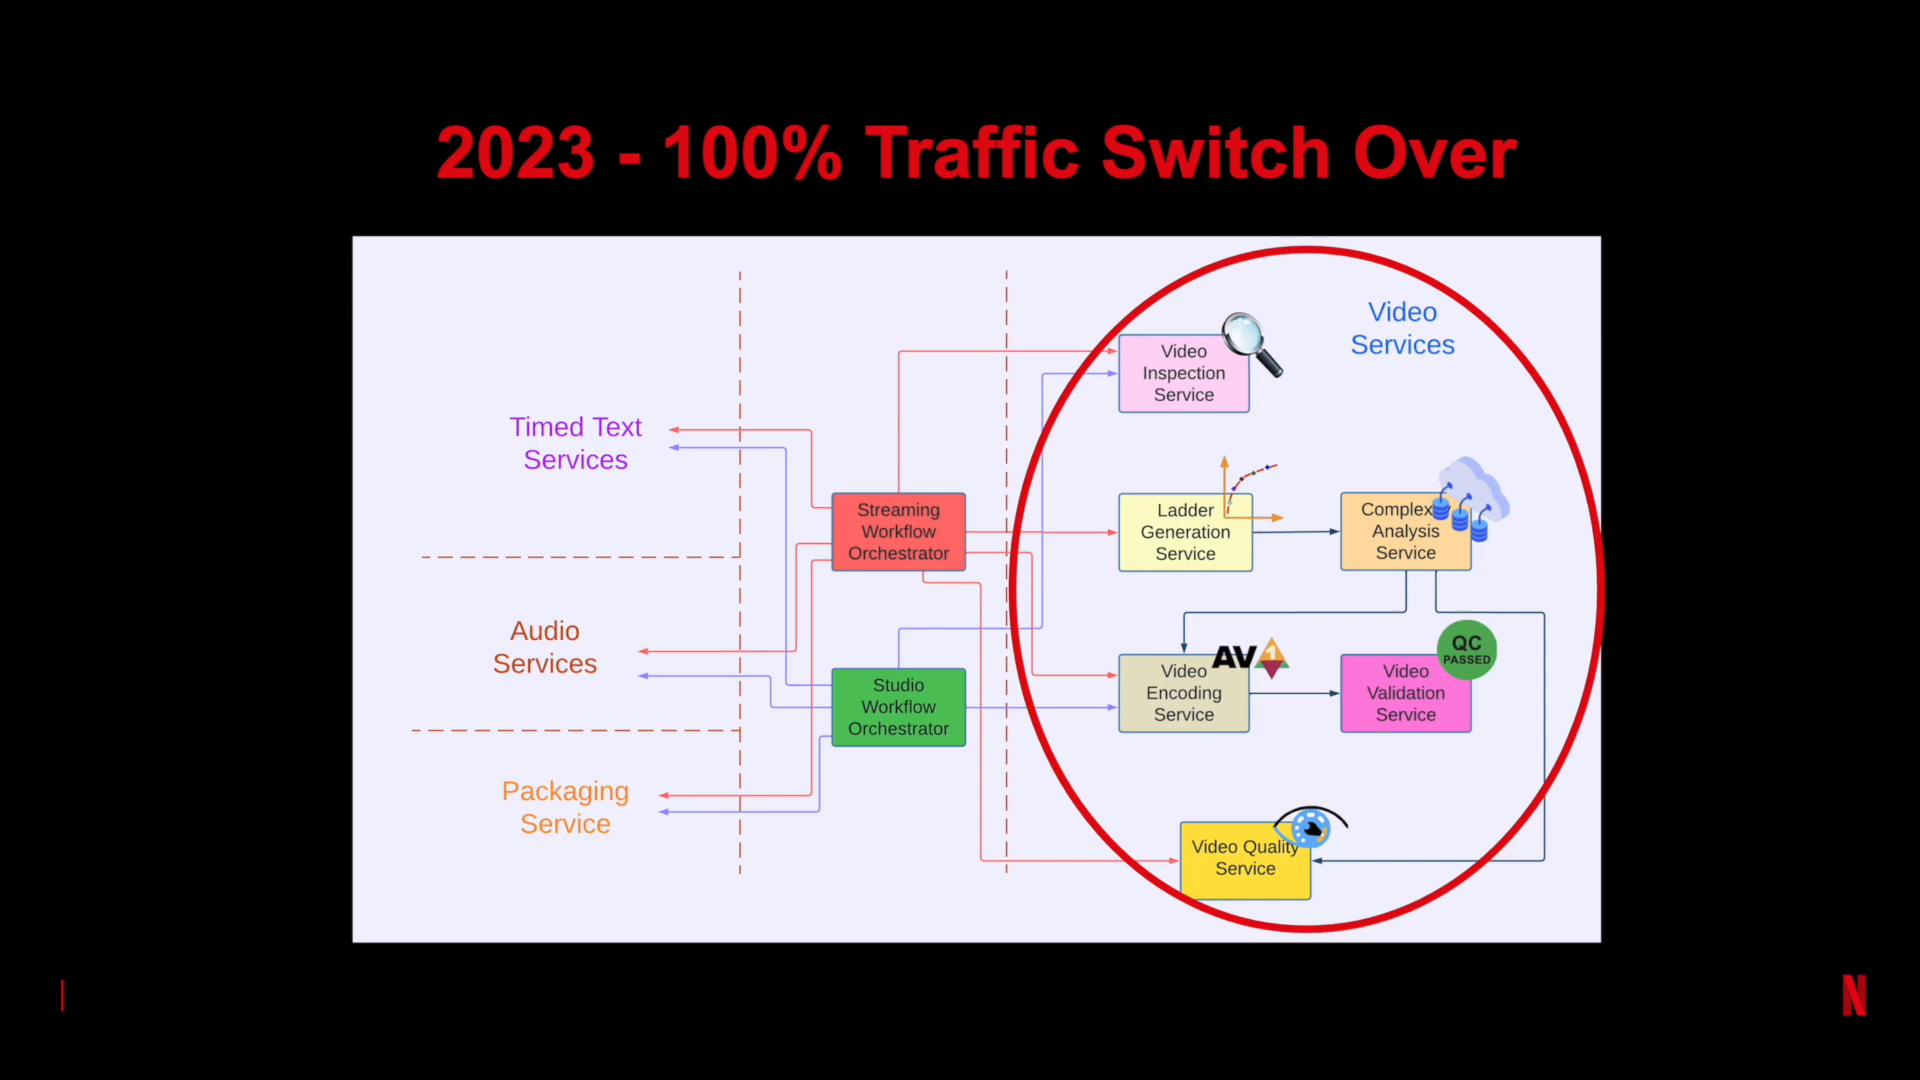 2023 - 100% Traffic Switch Over
Timed Text
Services
Audio
Services
Packaging
Service
Streaming
Workflow
Orchestrator
Studio
Workflow
Orchestrator
Video
Services
Video
Inspection
Service
Ladder
Generation
Service
Analysis
Service
AV1
Video
Encoding
Service
QC
PASSED
Video
Validation
Service
Video Quality
Service
N